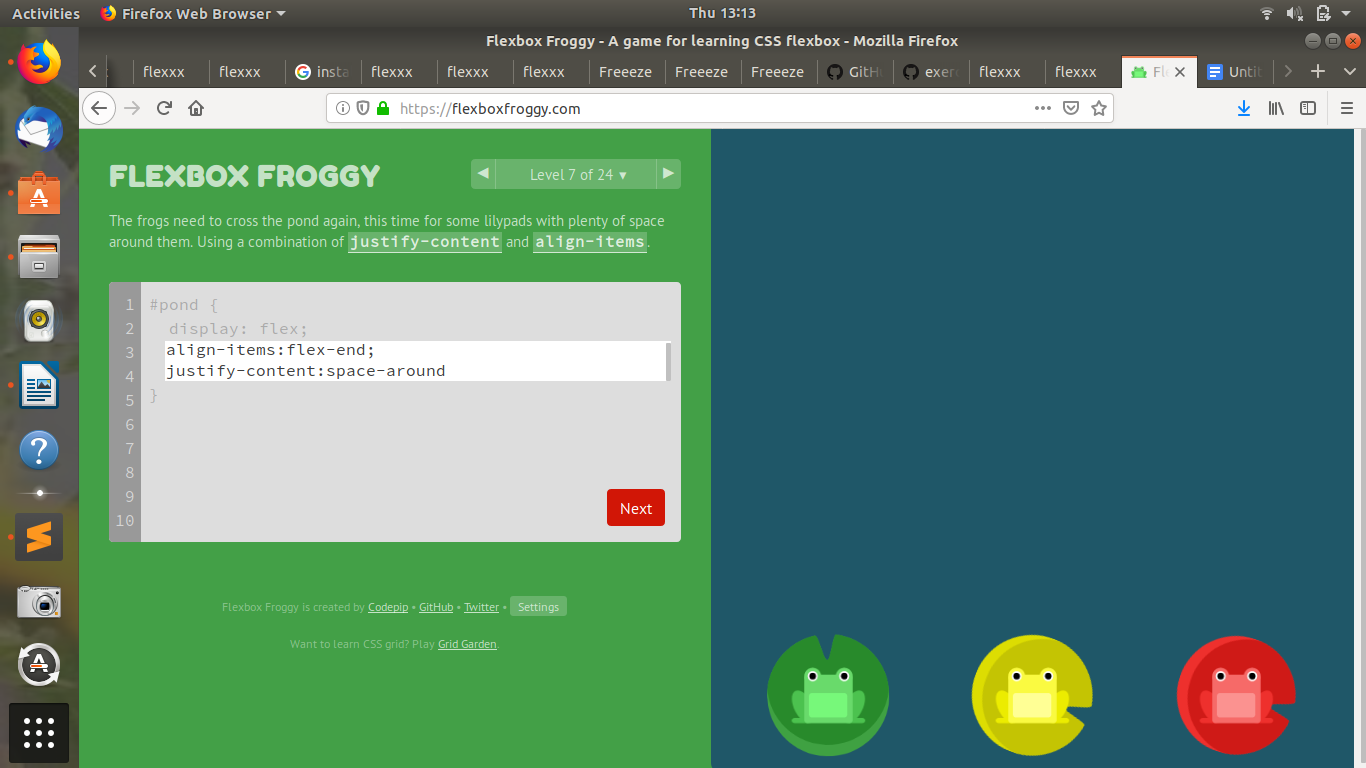 Activities Firefox Web Browser Thu 13:13
Flexbox Froggy - A game for learning CSS flexbox - Mozilla Firefox
flexxx flexxx insta flexxx flexxx flexxx Freeeze Freeeze Freeeze GitH exer flexxx flexxx Fl Untit
https://flexboxfroggy.com
FLEXBOX FROGGY
Level 7 of 24
The frogs need to cross the pond again, this time for some lilypads with plenty of space
around them. Using a combination of justify-content and align-items.
1 #pond {
2 display: flex;
3 align-items:flex-end;
4 justify-content:space-around
5 }
6
7
8
9
10
Next
Flexbox Froggy is created by Codepip • GitHub • Twitter • Settings
Want to learn CSS grid? Play Grid Garden.